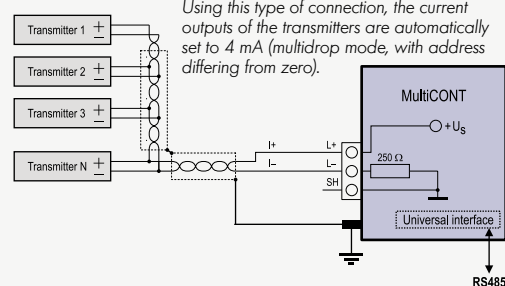 Using this type of connection, the current
outputs of the transmitters are automatically
set to 4 mA (multidrop mode, with address
differing from zero).
Transmitter 1 + –
Transmitter 2 + –
Transmitter 3 + –
Transmitter N + –
I+
I–
L+
L–
SH
MultiCONT
+Us
250 Ω
Universal interface
RS485